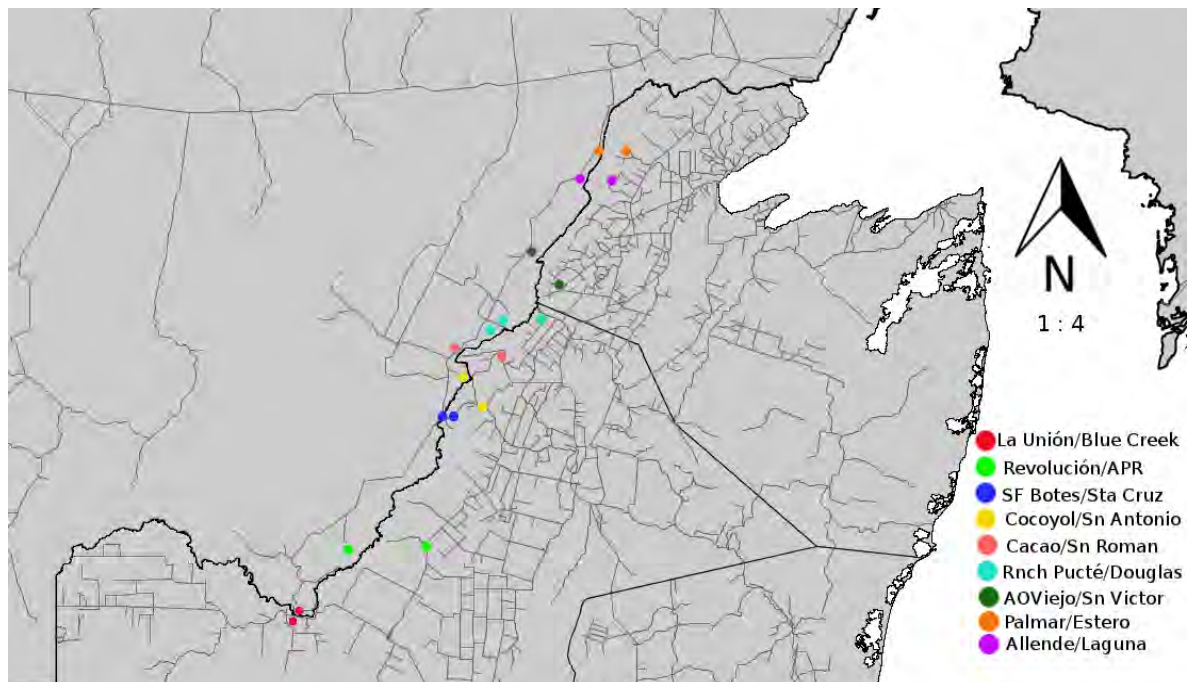 N
1 : 4
La Unión/Blue Creek
Revolución/APR
SF Botes/Sta Cruz
Cocoyol/Sn Antonio
Cacao/Sn Roman
Rnch Pucté/Douglas
AOViejo/Sn Victor
Palmar/Estero
Allende/Laguna